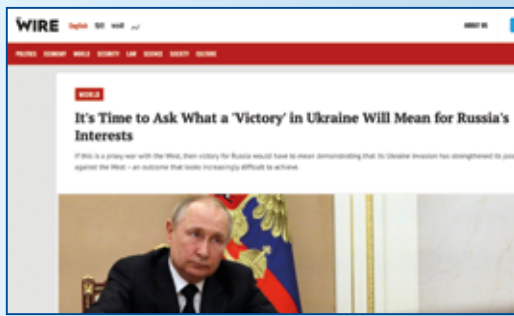 THE WIRE English हिंदी मराठी اردو ABOUT US
POLITICS ECONOMY WORLD SECURITY LAW SCIENCE SOCIETY CULTURE
WORLD
It's Time to Ask What a 'Victory' in Ukraine Will Mean for Russia's
Interests
If this is a proxy war with the West, then victory for Russia would have to mean demonstrating that its Ukraine invasion has strengthened its
against the West – an outcome that looks increasingly difficult to achieve.